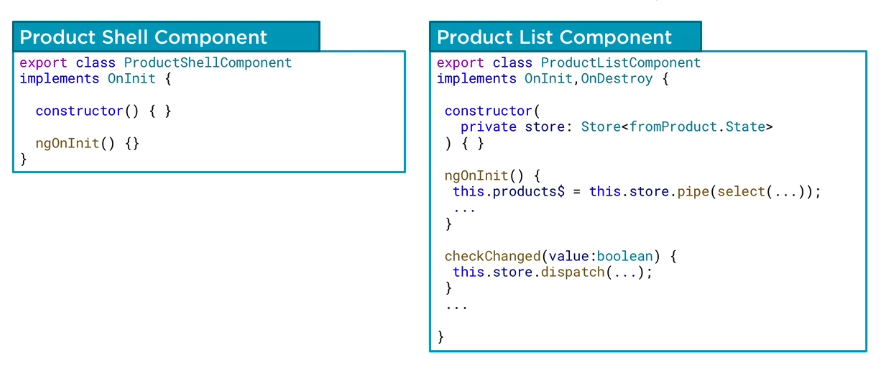 Product Shell Component
export class ProductShellComponent
implements OnInit {
constructor() { }
ngOnInit() {}
}
Product List Component
export class ProductListComponent
implements OnInit,OnDestroy {
constructor(
private store: Store<fromProduct.State>
) { }
ngOnInit() {
this.products$ = this.store.pipe(select(...));
...
}
checkChanged(value:boolean) {
this.store.dispatch(...);
}
...
}